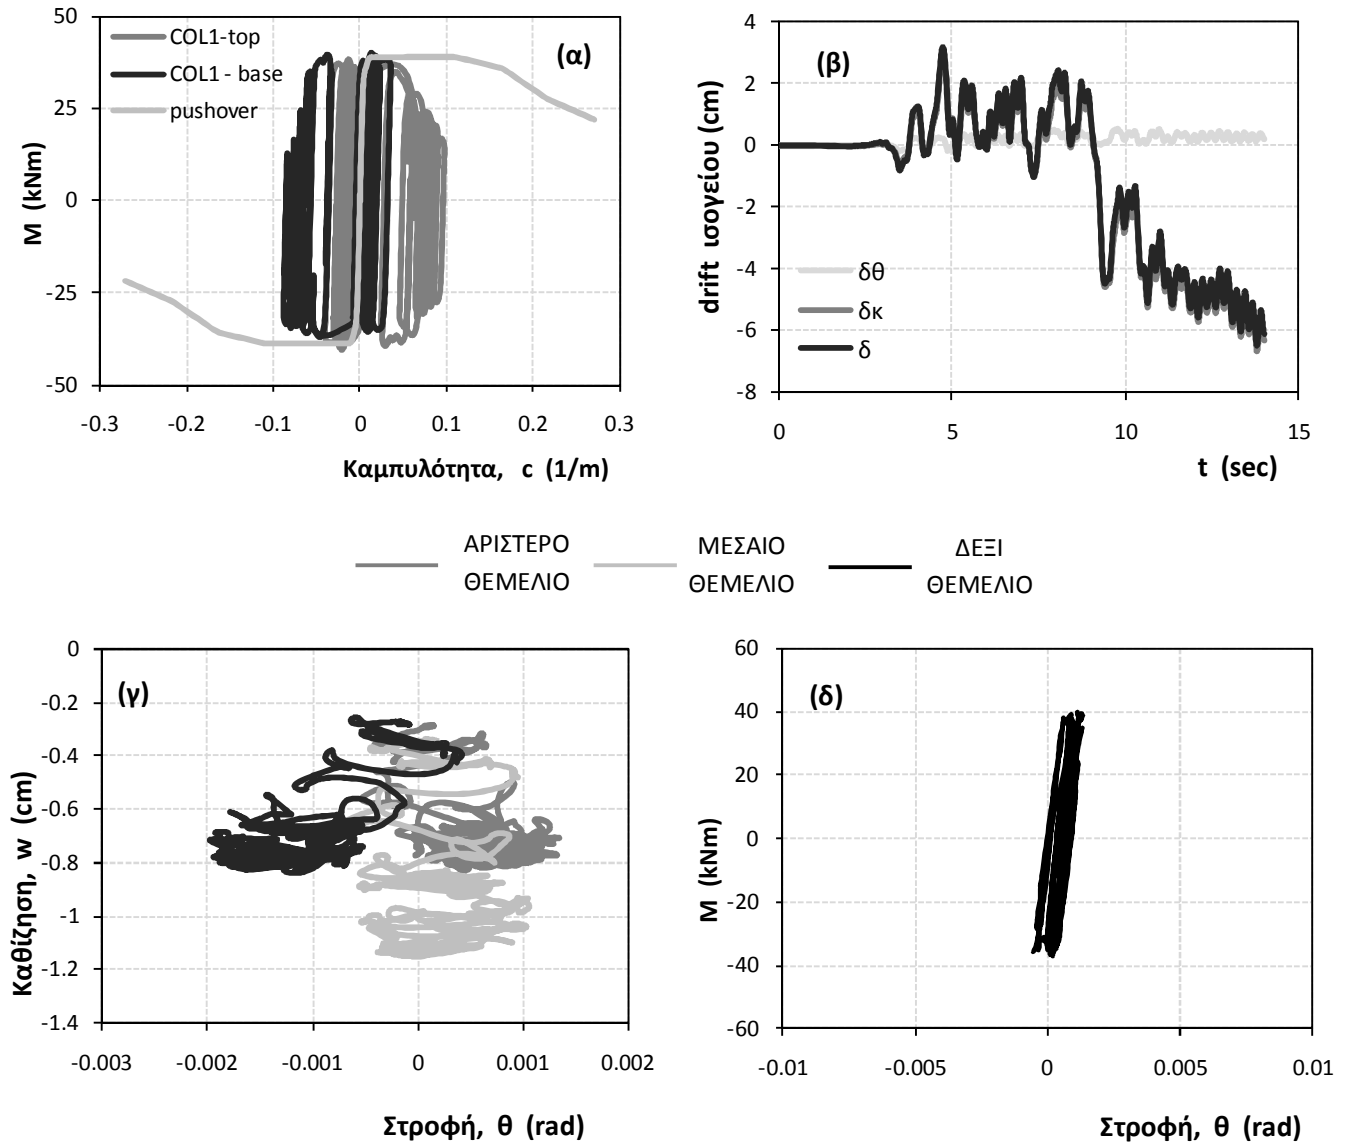 50
25
0
-25
-50
M (kNm)
COL1-top
COL1 - base
pushover
(α)
-0.3
-0.2
-0.1
0
0.1
0.2
0.3
Καμπυλότητα, c (1/m)
4
2
0
-2
-4
-6
-8
drift ισογείου (cm)
(β)
δθ
δκ
δ
0
5
10
15
t (sec)
ΑΡΙΣΤΕΡΟ
ΘΕΜΕΛΙΟ
ΜΕΣΑΙΟ
ΘΕΜΕΛΙΟ
ΔΕΞΙ
ΘΕΜΕΛΙΟ
0
-0.2
-0.4
-0.6
-0.8
-1
-1.2
-1.4
Καθίζηση, w (cm)
(γ)
-0.003
-0.002
-0.001
0
0.001
0.002
Στροφή, θ (rad)
60
40
20
0
-20
-40
-60
M (kNm)
(δ)
-0.01
-0.005
0
0.005
0.01
Στροφή, θ (rad)